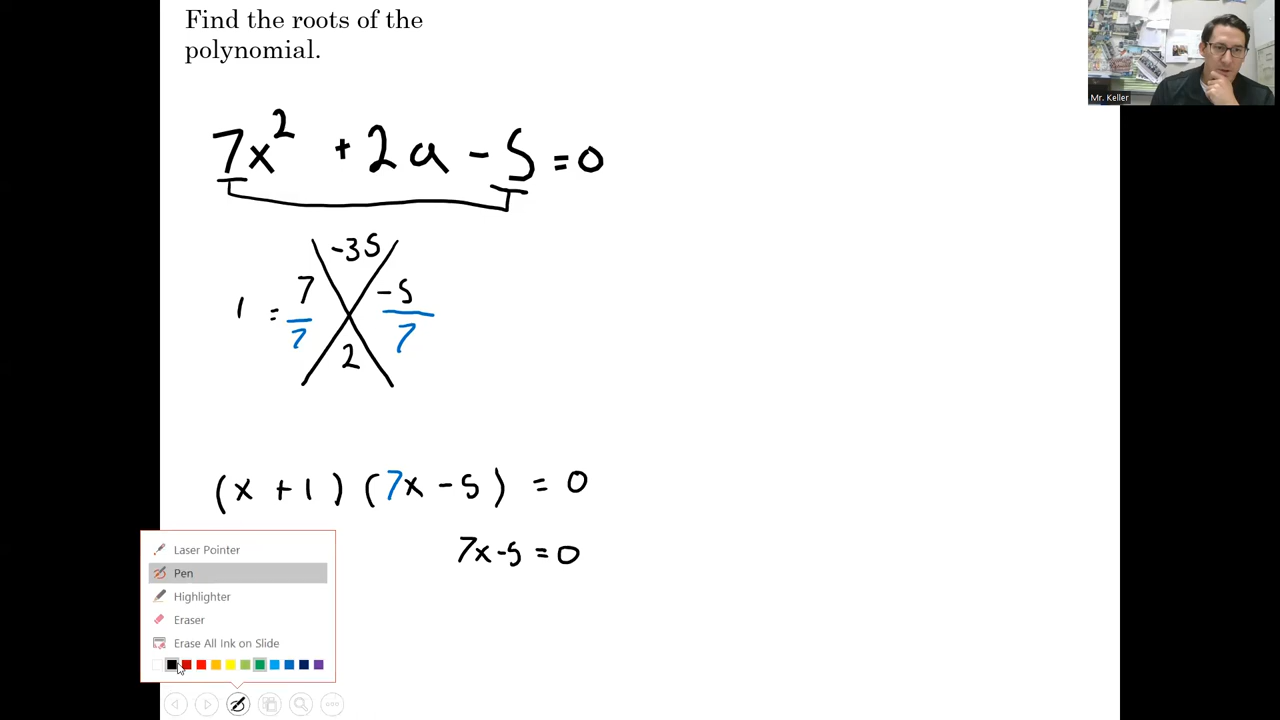 Find the roots of the
polynomial.
Mr. Keller
7x² + 2a - 5 = 0
-35
1 = 7/7
-5/7
2
(x + 1) (7x - 5) = 0
7x - 5 = 0
Laser Pointer
Pen
Highlighter
Eraser
Erase All Ink on Slide